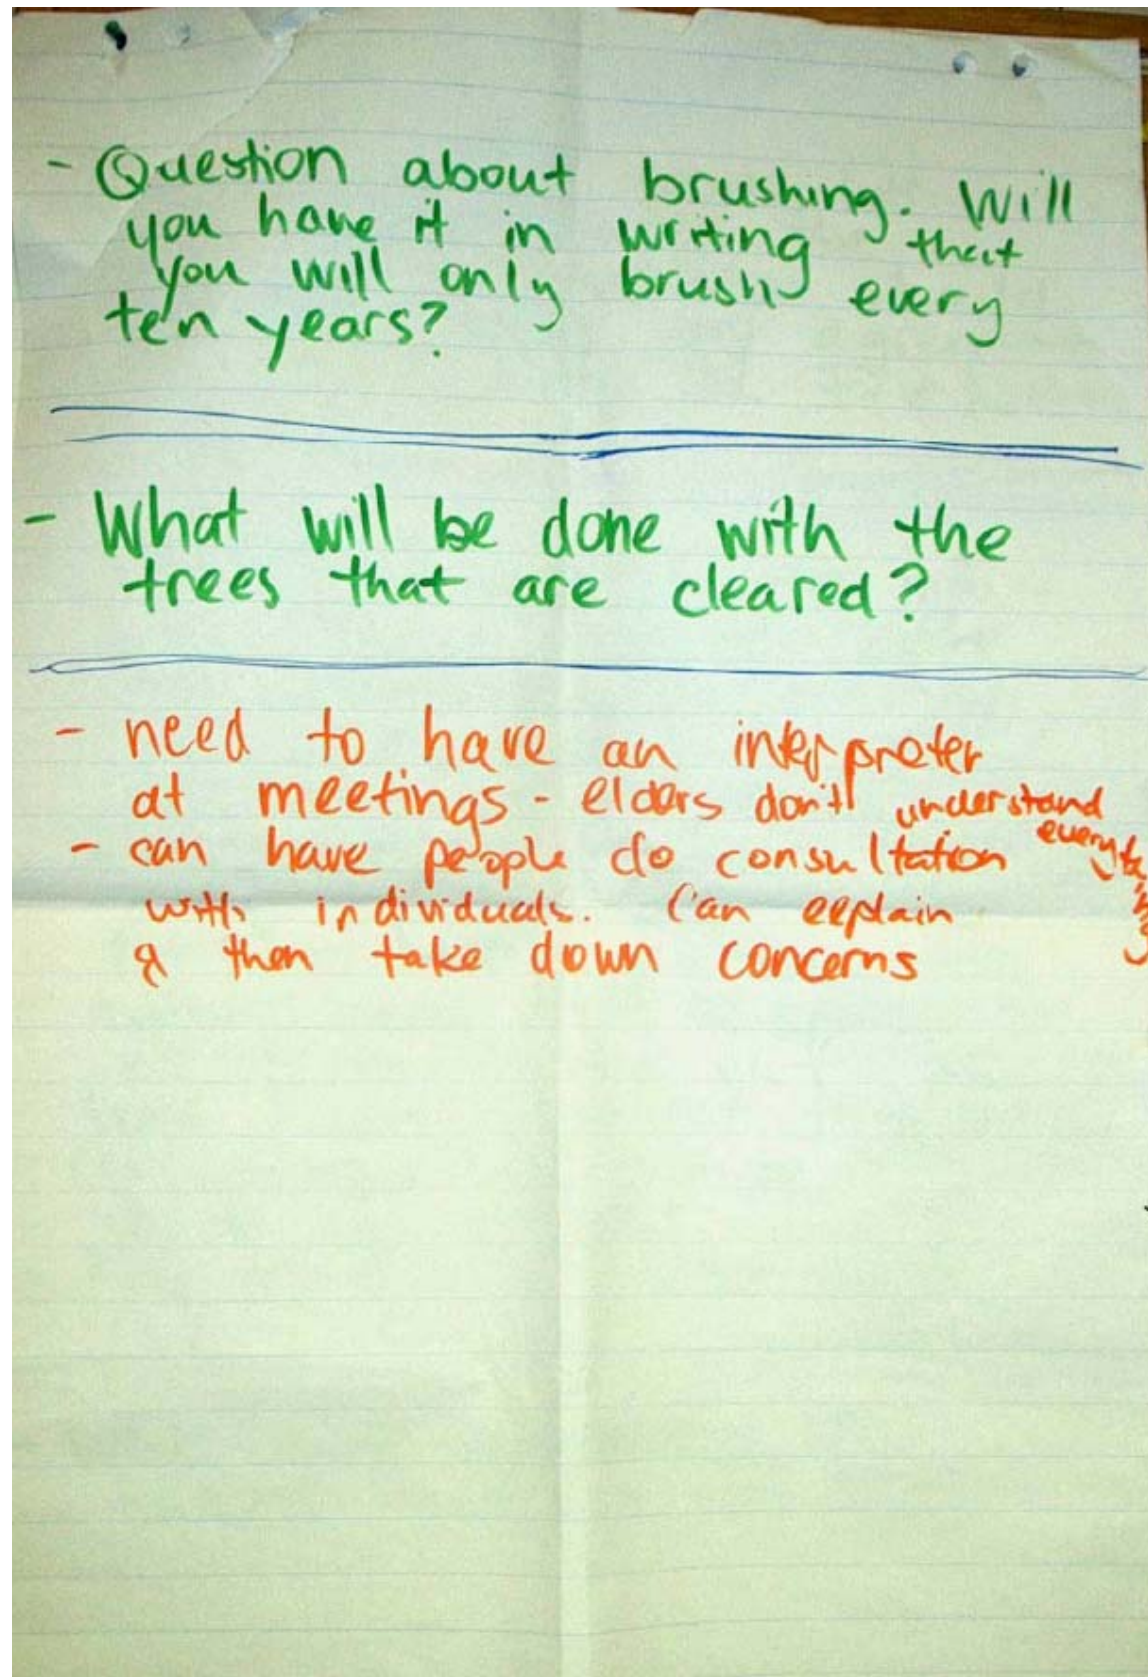 - Question about brushing. Will
you have it in writing that
you will only brush every
ten years?
- What will be done with the
trees that are cleared?
- need to have an interpreter
at meetings - elders don't understand
everything
- can have people do consultation
with individuals. Can explain
& then take down concerns